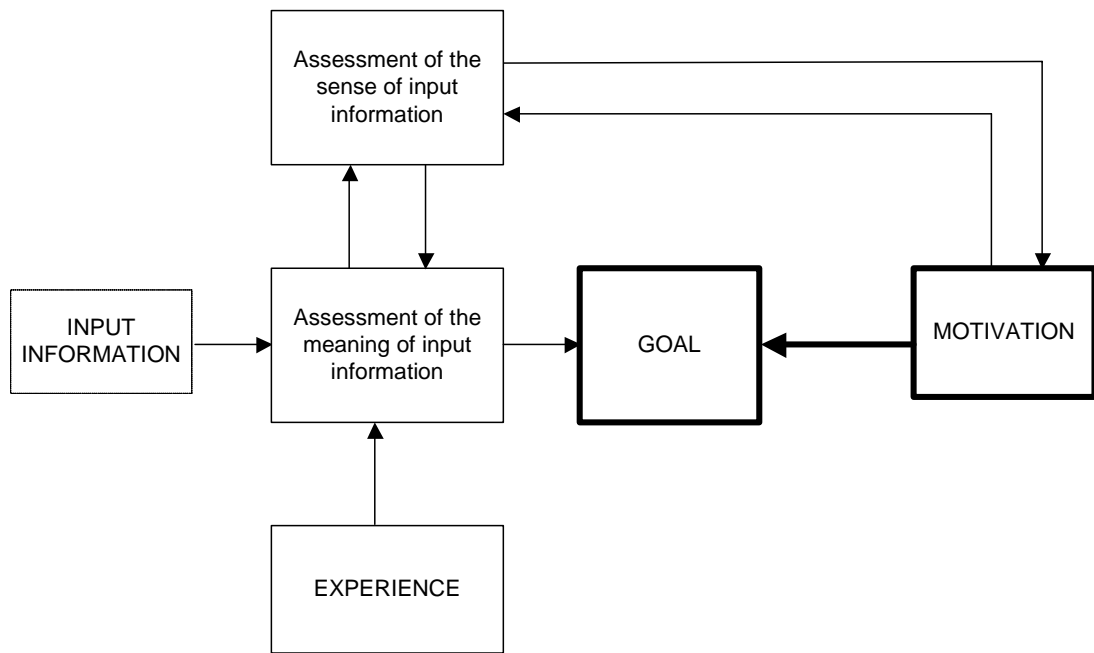 Assessment of the
sense of input
information
INPUT
INFORMATION
Assessment of the
meaning of input
information
GOAL
MOTIVATION
EXPERIENCE